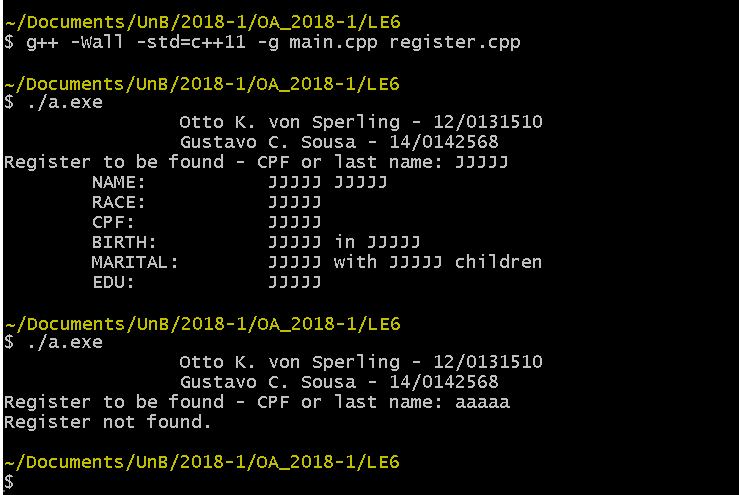 ~/Documents/UnB/2018-1/OA_2018-1/LE6
$ g++ -Wall -std=c++11 -g main.cpp register.cpp
~/Documents/UnB/2018-1/OA_2018-1/LE6
$ ./a.exe
Otto K. von Sperling - 12/0131510
Gustavo C. Sousa - 14/0142568
Register to be found - CPF or last name: JJJJJ
NAME: JJJJJ JJJJJ
RACE: JJJJJ
CPF: JJJJJ
BIRTH: JJJJJ in JJJJJ
MARITAL: JJJJJ with JJJJJ children
EDU: JJJJJ
~/Documents/UnB/2018-1/OA_2018-1/LE6
$ ./a.exe
Otto K. von Sperling - 12/0131510
Gustavo C. Sousa - 14/0142568
Register to be found - CPF or last name: aaaaa
Register not found.
~/Documents/UnB/2018-1/OA_2018-1/LE6
$